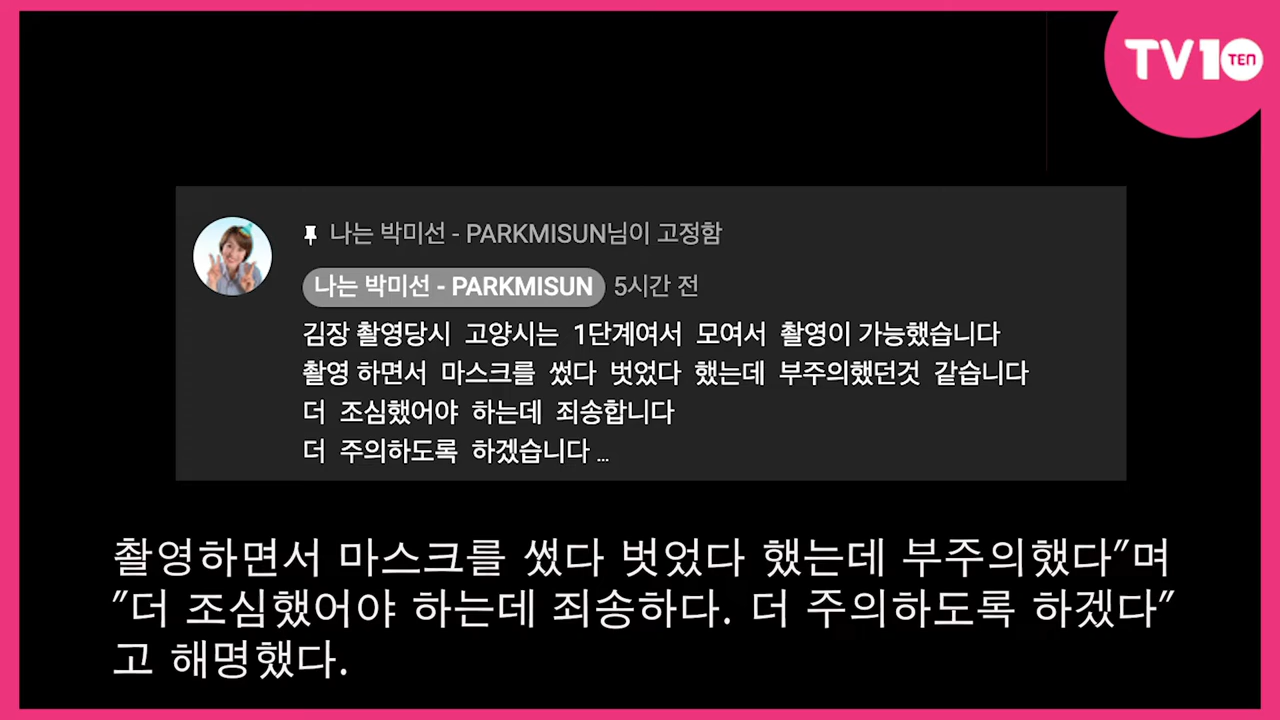 TV10
TEN
나는 박미선 - PARKMISUN님이 고정함
나는 박미선 - PARKMISUN 5시간 전
김장 촬영당시 고양시는 1단계여서 모여서 촬영이 가능했습니다
촬영 하면서 마스크를 썼다 벗었다 했는데 부주의했던것 같습니다
더 조심했어야 하는데 죄송합니다
더 주의하도록 하겠습니다 ...
촬영하면서 마스크를 썼다 벗었다 했는데 부주의했다”며
”더 조심했어야 하는데 죄송하다. 더 주의하도록 하겠다”
고 해명했다.